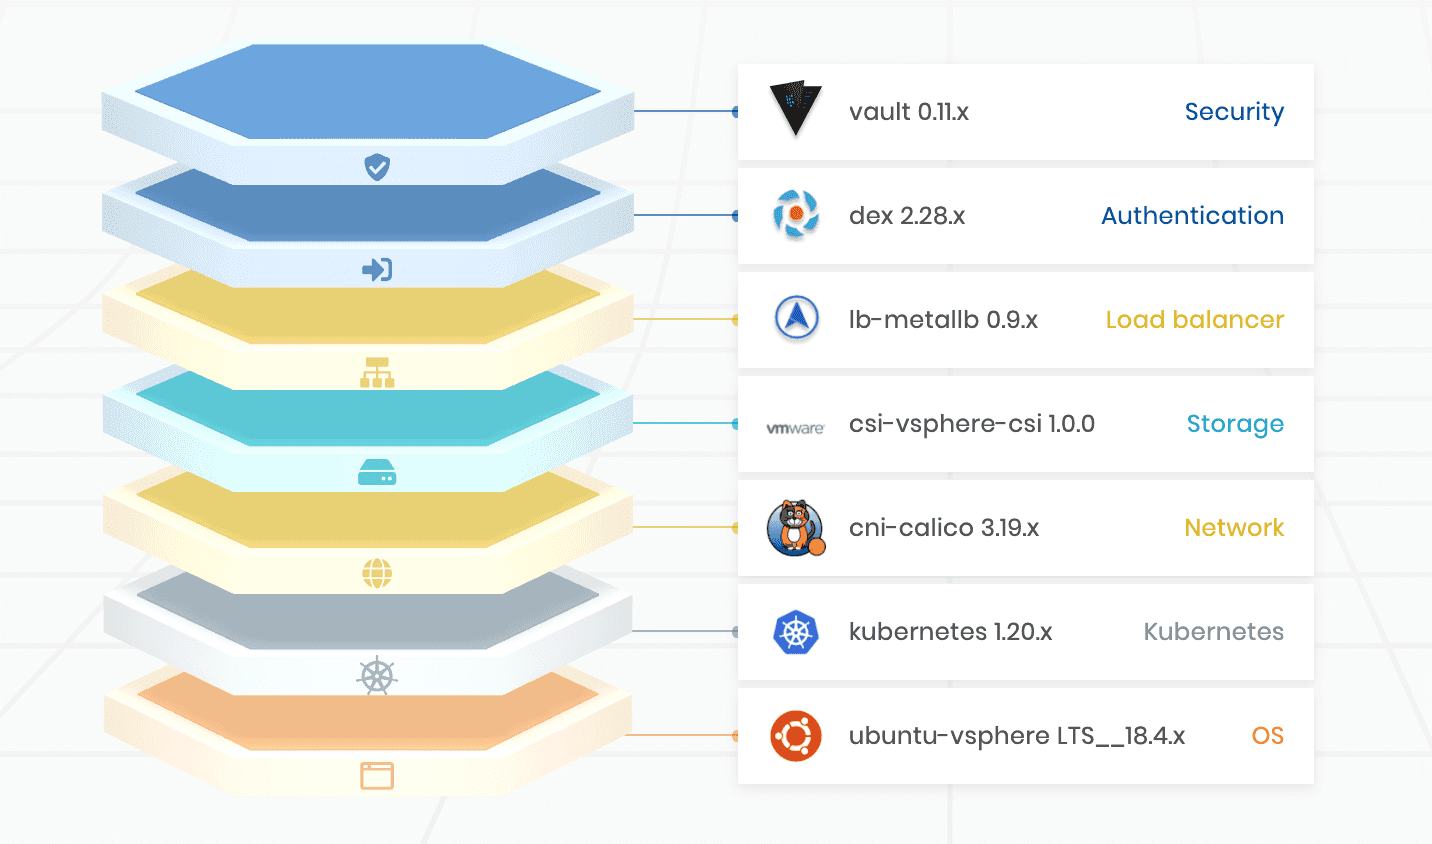 vault 0.11.x Security
dex 2.28.x Authentication
lb-metallb 0.9.x Load balancer
vmware csi-vsphere-csi 1.0.0 Storage
cni-calico 3.19.x Network
kubernetes 1.20.x Kubernetes
ubuntu-vsphere LTS__18.4.x OS